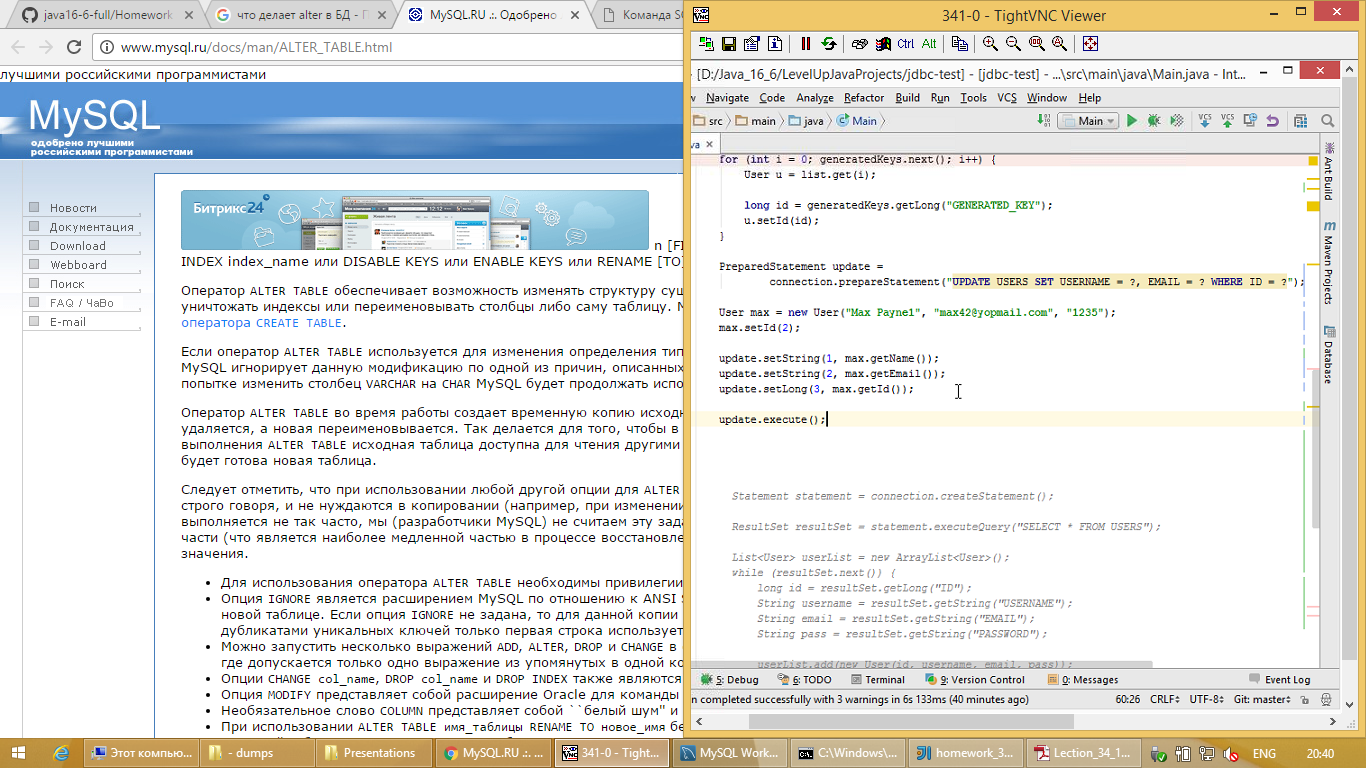 java16-6-full/Homework
что делает alter в БД - П
MySQL.RU .:. Одобрено
Команда SQ
www.mysql.ru/docs/man/ALTER_TABLE.html
лучшими российскими программистами
MySQL
одобрено лучшими
российскими программистами
Новости
Документация
Download
Webboard
Поиск
FAQ / ЧаВо
E-mail
Битрикс24
n [FI
INDEX index_name или DISABLE KEYS или ENABLE KEYS или RENAME [TO]
Оператор ALTER TABLE обеспечивает возможность изменять структуру сущ
уничтожать индексы или переименовывать столбцы либо саму таблицу. М
оператора CREATE TABLE.
Если оператор ALTER TABLE используется для изменения определения тип
MySQL игнорирует данную модификацию по одной из причин, описанных
попытке изменить столбец VARCHAR на CHAR MySQL будет продолжать испо
Оператор ALTER TABLE во время работы создает временную копию исходн
удаляется, а новая переименовывается. Так делается для того, чтобы в
выполнения ALTER TABLE исходная таблица доступна для чтения другими
будет готова новая таблица.
Следует отметить, что при использовании любой другой опции для ALTER
строго говоря, и не нуждаются в копировании (например, при изменении
выполняется не так часто, мы (разработчики MySQL) не считаем эту зада
части (что является наиболее медленной частью в процессе восстановле
значения.
• Для использования оператора ALTER TABLE необходимы привилегии
• Опция IGNORE является расширением MySQL по отношению к ANSI S
новой таблице. Если опция IGNORE не задана, то для данной копии
дубликатами уникальных ключей только первая строка использует
• Можно запустить несколько выражений ADD, ALTER, DROP и CHANGE в
где допускается только одно выражение из упомянутых в одной ко
• Опции CHANGE col_name, DROP col_name и DROP INDEX также являются
• Опция MODIFY представляет собой расширение Oracle для команды
• Необязательное слово COLUMN представляет собой ``белый шум'' и
• При использовании ALTER TABLE имя_таблицы RENAME TO новое_имя бе
341-0 - TightVNC Viewer
Ctrl Alt
[D:/Java_16_6/LevelUpJavaProjects/jdbc-test] - [jdbc-test] - ...\src\main\java\Main.java - Int...
w Navigate Code Analyze Refactor Build Run Tools VCS Window Help
src main java Main
Main
VCS VCS
va
for (int i = 0; generatedKeys.next(); i++) {
User u = list.get(i);
long id = generatedKeys.getLong("GENERATED_KEY");
u.setId(id);
}
PreparedStatement update =
connection.prepareStatement("UPDATE USERS SET USERNAME = ?, EMAIL = ? WHERE ID = ?");
User max = new User("Max Payne1", "max42@yopmail.com", "1235");
max.setId(2);
update.setString(1, max.getName());
update.setString(2, max.getEmail());
update.setLong(3, max.getId());
update.execute();
Statement statement = connection.createStatement();
ResultSet resultSet = statement.executeQuery("SELECT * FROM USERS");
List<User> userList = new ArrayList<User>();
while (resultSet.next()) {
long id = resultSet.getLong("ID");
String username = resultSet.getString("USERNAME");
String email = resultSet.getString("EMAIL");
String pass = resultSet.getString("PASSWORD");
userList.add(new User(id, username, email, pass));
Ant Build
Maven Projects
Database
5: Debug 6: TODO Terminal 9: Version Control 0: Messages Event Log
n completed successfully with 3 warnings in 6s 133ms (40 minutes ago) 60:26 CRLF UTF-8 Git: master
Этот компью...
- dumps
Presentations
MySQL.RU .:. ...
341-0 - TightV...
MySQL Work...
C:\Windows\...
homework_3...
Lection_34_1...
ENG
20:40